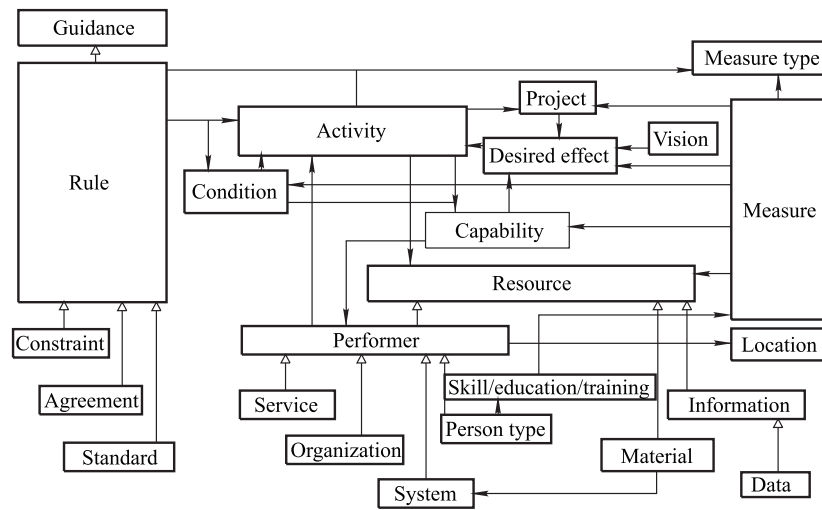 Guidance
Measure type
Project
Activity
Vision
Desired effect
Rule
Condition
Measure
Capability
Resource
Constraint
Performer
Location
Skill/education/training
Agreement
Service
Information
Person type
Organization
Standard
Material
Data
System